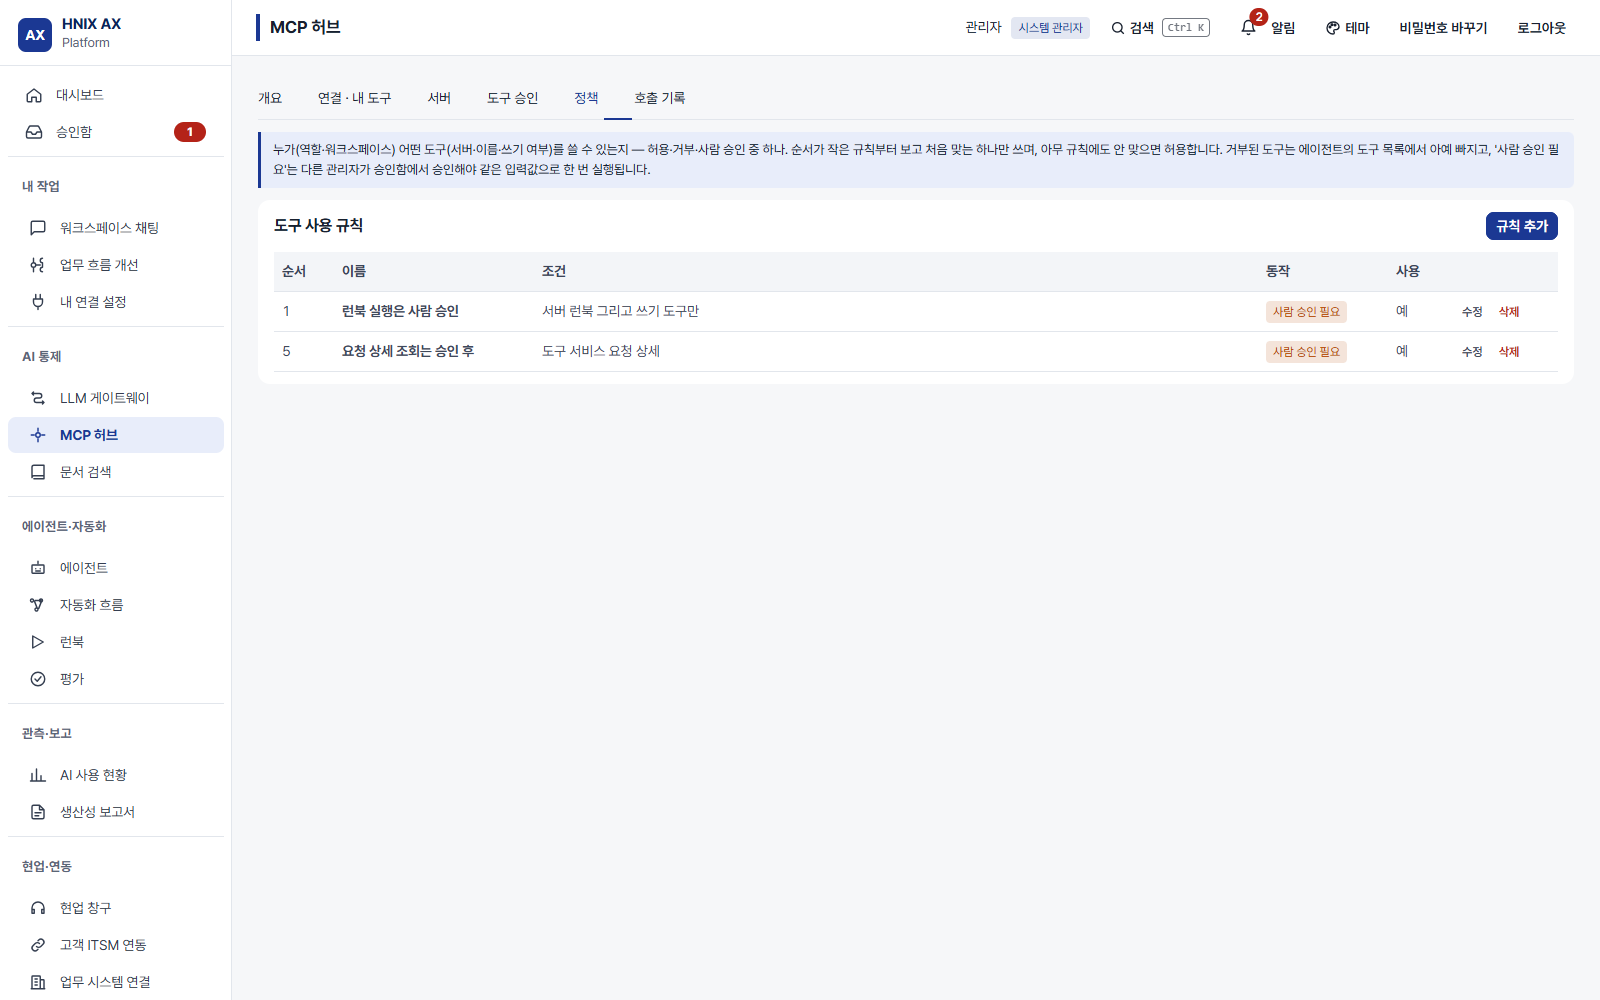 AX
HNIX AX
Platform
MCP 허브
관리자
시스템 관리자
검색
Ctrl K
2
알림
테마
비밀번호 바꾸기
로그아웃
대시보드
승인함
1
내 작업
워크스페이스 채팅
업무 흐름 개선
내 연결 설정
AI 통제
LLM 게이트웨이
MCP 허브
문서 검색
에이전트·자동화
에이전트
자동화 흐름
런북
평가
관측·보고
AI 사용 현황
생산성 보고서
현업·연동
현업 창구
고객 ITSM 연동
업무 시스템 연결
개요
연결 · 내 도구
서버
도구 승인
정책
호출 기록
누가(역할·워크스페이스) 어떤 도구(서버·이름·쓰기 여부)를 쓸 수 있는지 — 허용·거부·사람 승인 중 하나. 순서가 작은 규칙부터 보고 처음 맞는 하나만 쓰며, 아무 규칙에도 안 맞으면 허용합니다. 거부된 도구는 에이전트의 도구 목록에서 아예 빠지고, '사람 승인 필
요'는 다른 관리자가 승인함에서 승인해야 같은 입력값으로 한 번 실행됩니다.
도구 사용 규칙
규칙 추가
순서 이름 조건 동작 사용
1 런북 실행은 사람 승인 서버 런북 그리고 쓰기 도구만 사람 승인 필요 예 수정 삭제
5 요청 상세 조회는 승인 후 도구 서비스 요청 상세 사람 승인 필요 예 수정 삭제